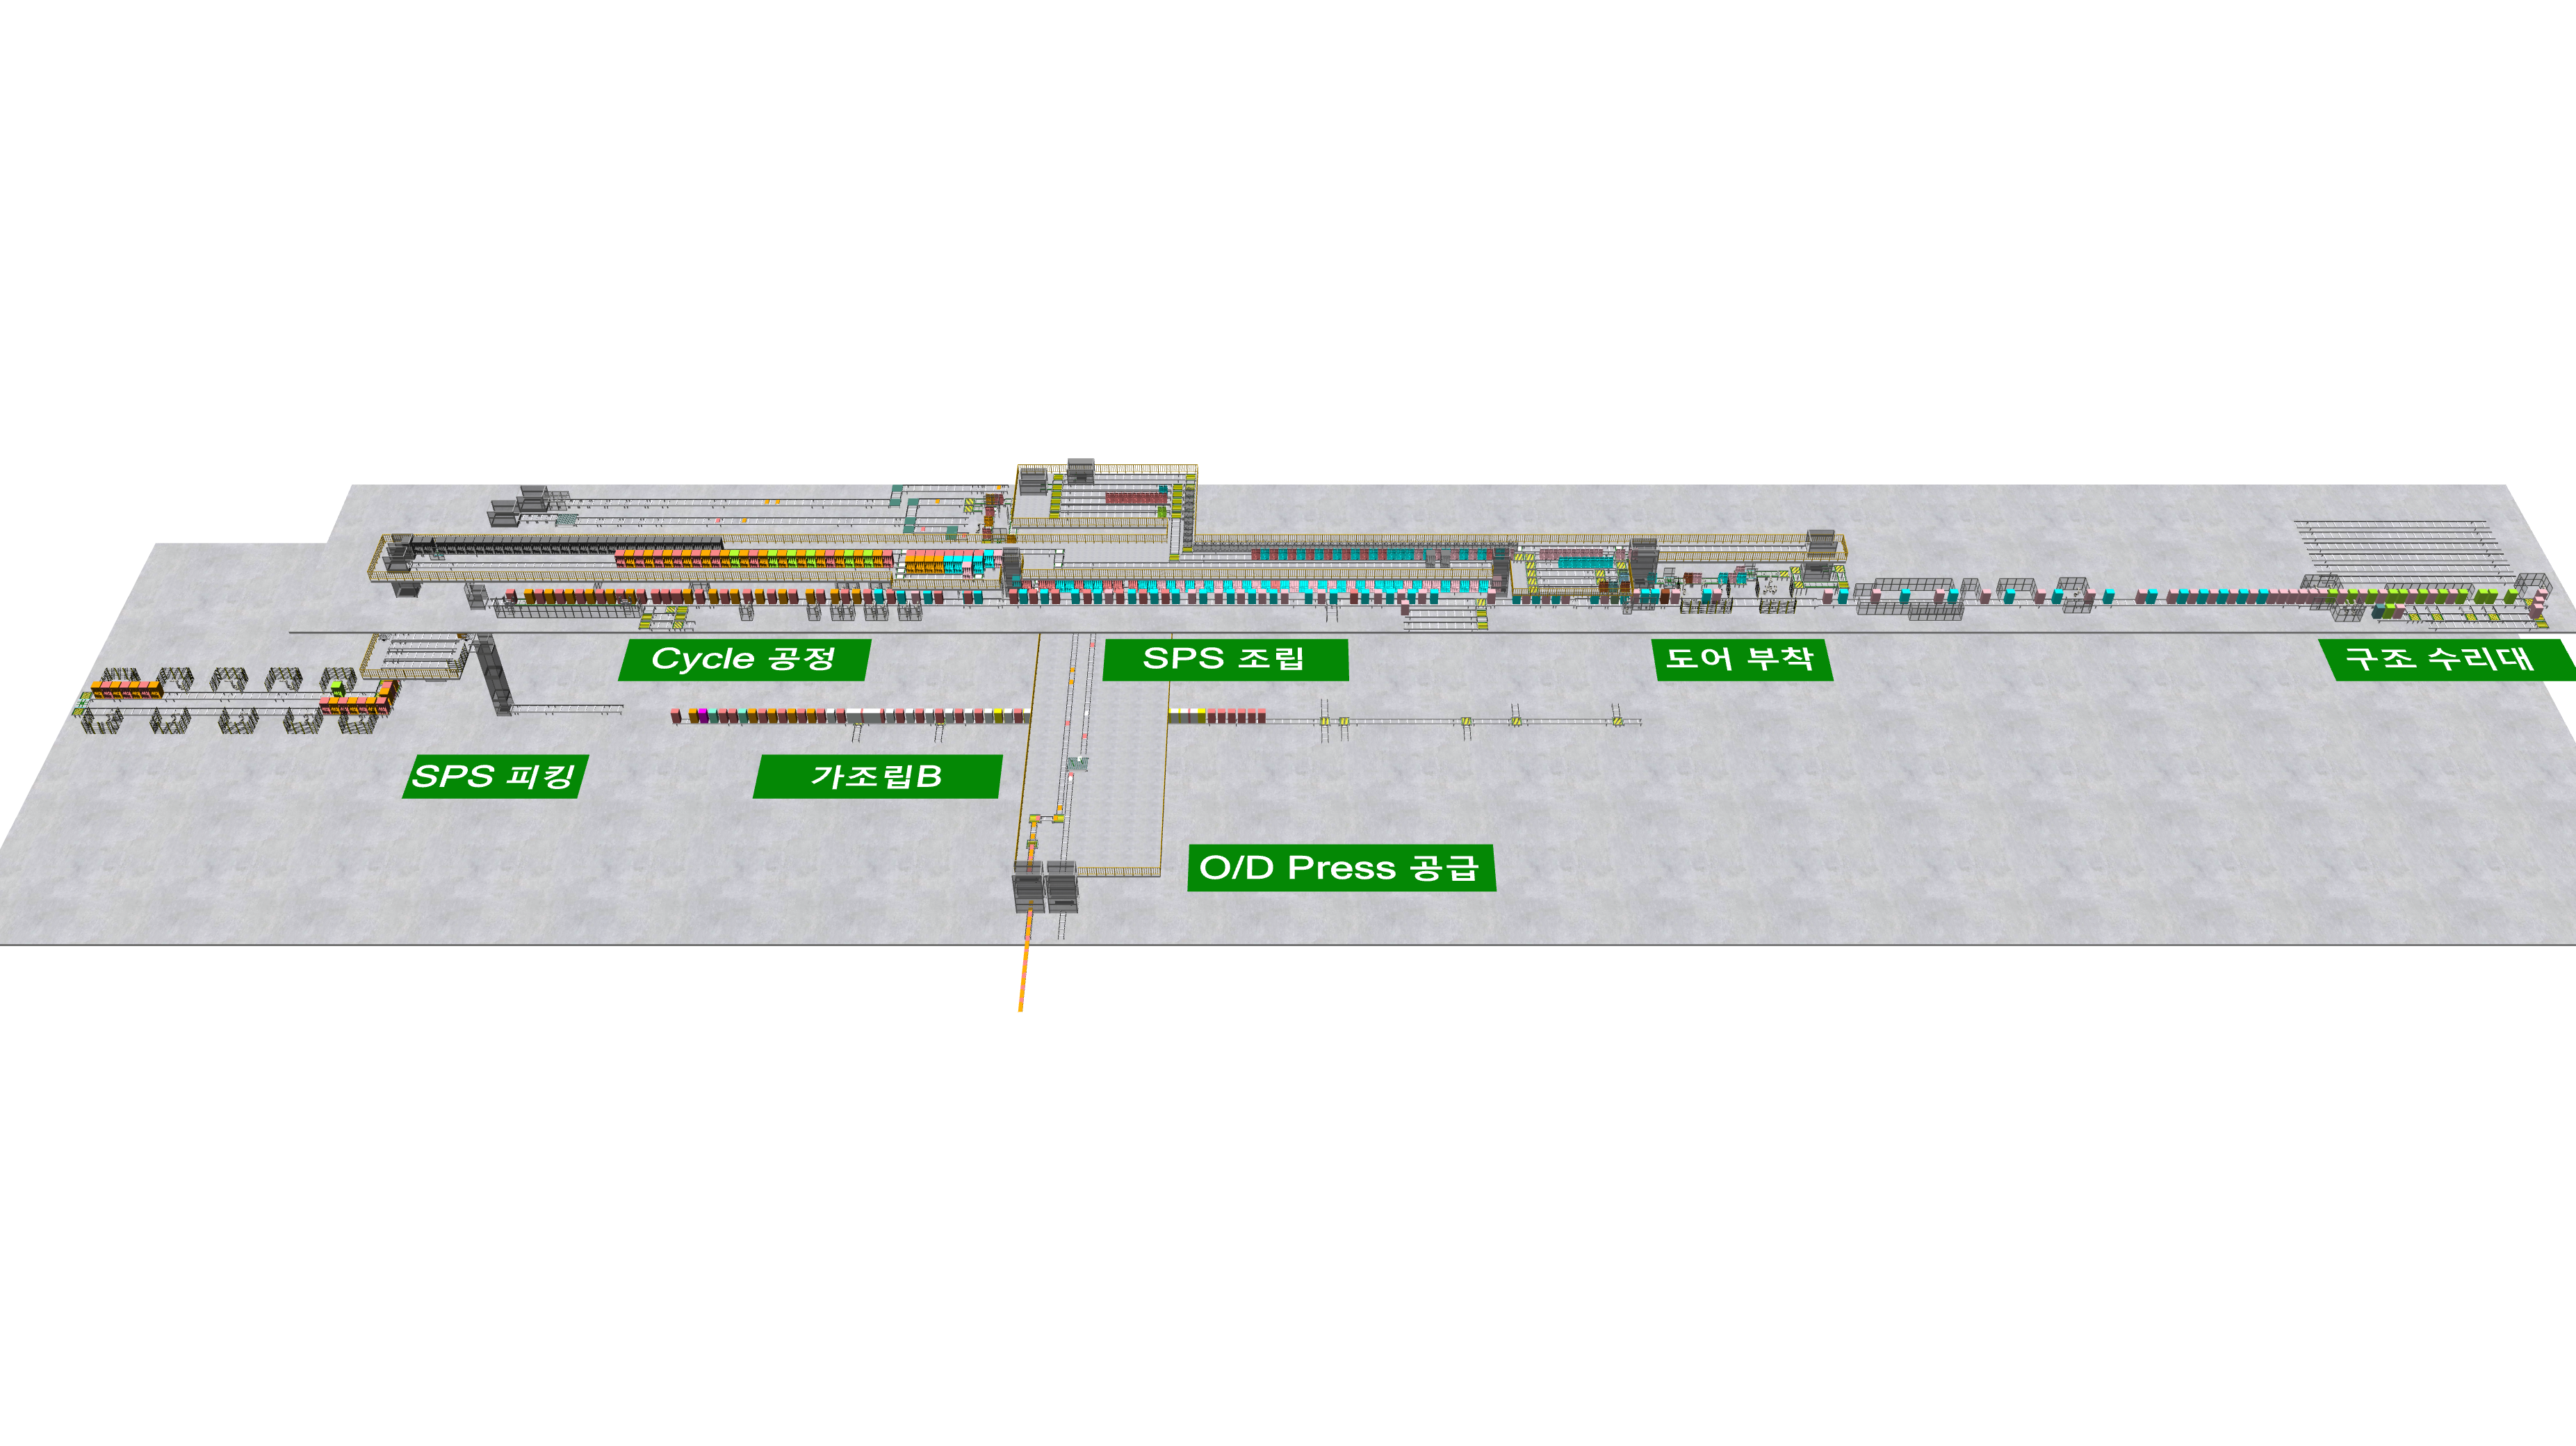 Cycle 공정
SPS 조립
도어 부착
구조 수리대
SPS 피킹
가조립B
O/D Press 공급